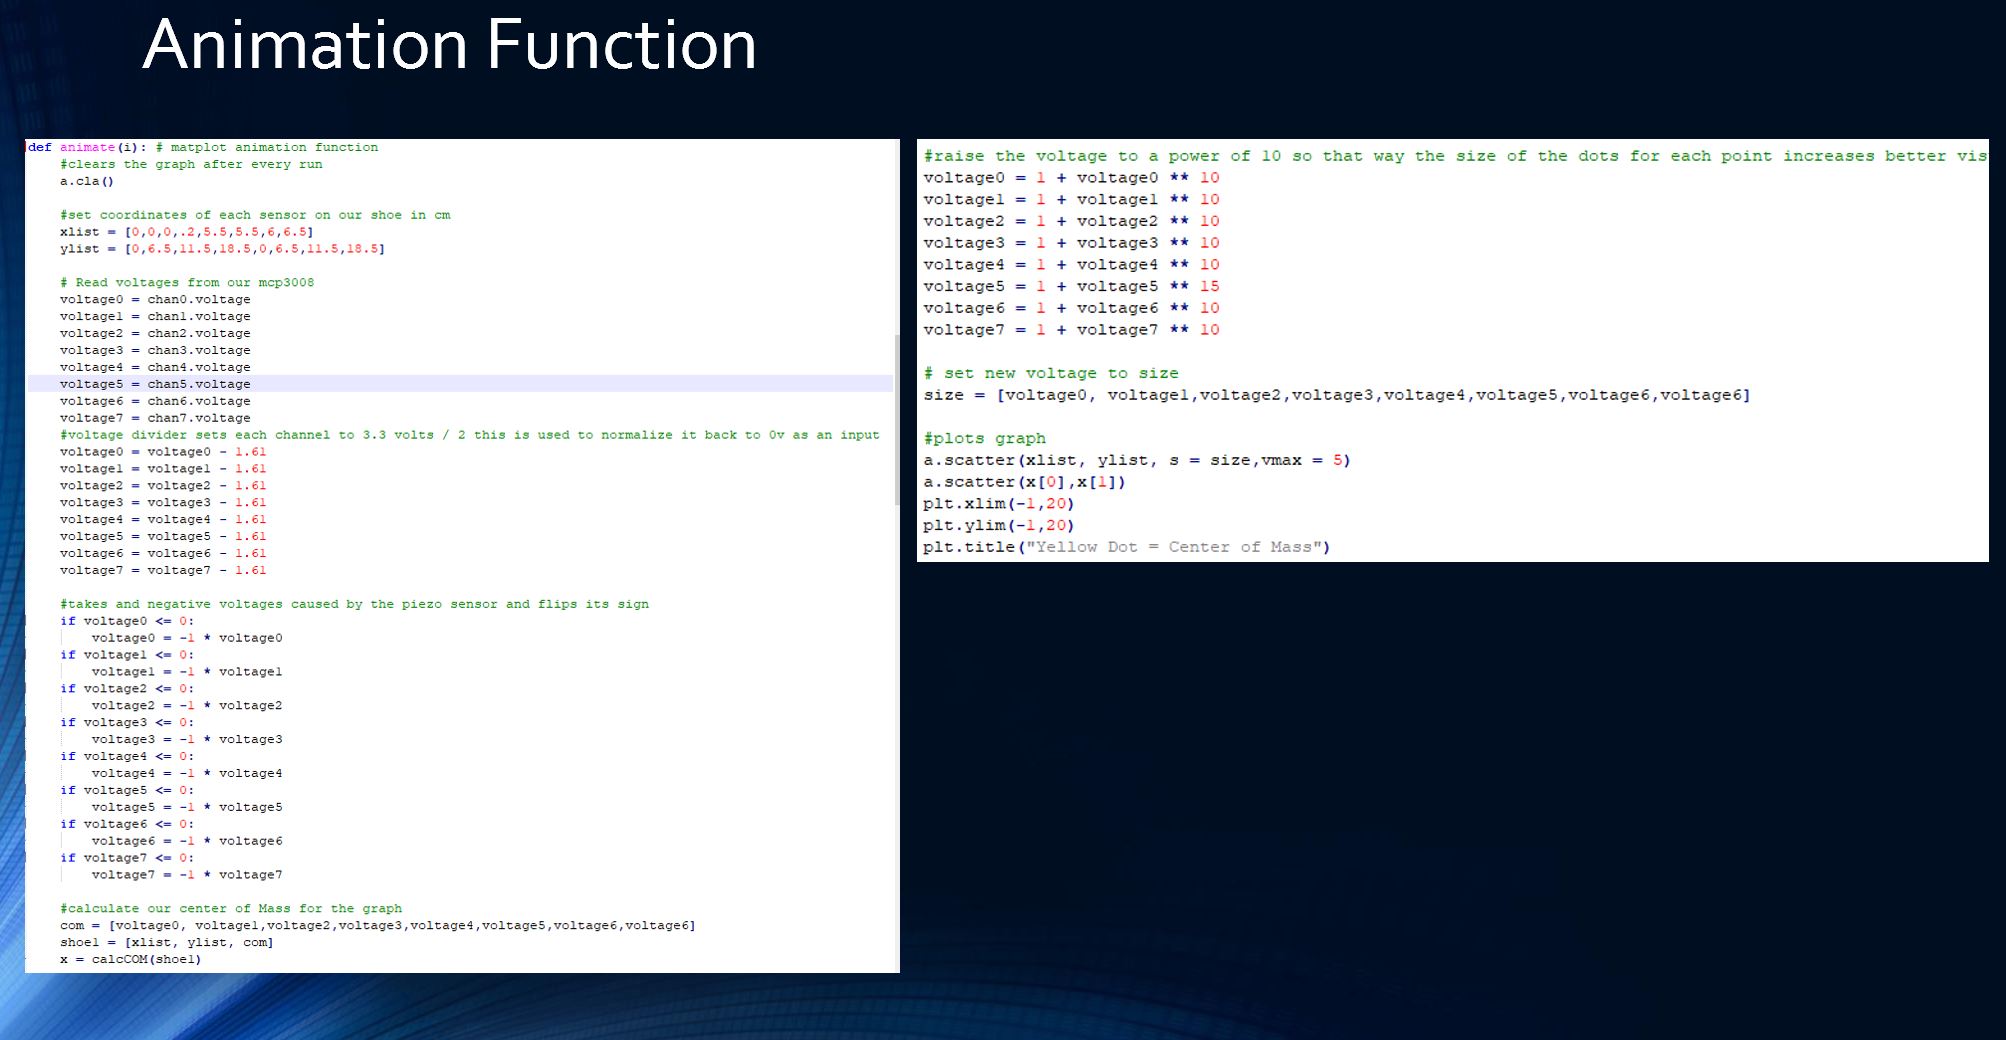 Animation Function
def animate(i): # matplot animation function
#clears the graph after every run
a.cla()
#set coordinates of each sensor on our shoe in cm
xlist = [0,0,0,.2,5.5,5.5,6,6.5]
ylist = [0,6.5,11.5,18.5,0,6.5,11.5,18.5]
# Read voltages from our mcp3008
voltage0 = chan0.voltage
voltage1 = chan1.voltage
voltage2 = chan2.voltage
voltage3 = chan3.voltage
voltage4 = chan4.voltage
voltage5 = chan5.voltage
voltage6 = chan6.voltage
voltage7 = chan7.voltage
#voltage divider sets each channel to 3.3 volts / 2 this is used to normalize it back to 0v as an input
voltage0 = voltage0 - 1.61
voltage1 = voltage1 - 1.61
voltage2 = voltage2 - 1.61
voltage3 = voltage3 - 1.61
voltage4 = voltage4 - 1.61
voltage5 = voltage5 - 1.61
voltage6 = voltage6 - 1.61
voltage7 = voltage7 - 1.61
#takes and negative voltages caused by the piezo sensor and flips its sign
if voltage0 <= 0:
voltage0 = -1 * voltage0
if voltage1 <= 0:
voltage1 = -1 * voltage1
if voltage2 <= 0:
voltage2 = -1 * voltage2
if voltage3 <= 0:
voltage3 = -1 * voltage3
if voltage4 <= 0:
voltage4 = -1 * voltage4
if voltage5 <= 0:
voltage5 = -1 * voltage5
if voltage6 <= 0:
voltage6 = -1 * voltage6
if voltage7 <= 0:
voltage7 = -1 * voltage7
#calculate our center of Mass for the graph
com = [voltage0, voltage1,voltage2,voltage3,voltage4,voltage5,voltage6,voltage6]
shoe1 = [xlist, ylist, com]
x = calcCOM(shoe1)
#raise the voltage to a power of 10 so that way the size of the dots for each point increases better vis
voltage0 = 1 + voltage0 ** 10
voltage1 = 1 + voltage1 ** 10
voltage2 = 1 + voltage2 ** 10
voltage3 = 1 + voltage3 ** 10
voltage4 = 1 + voltage4 ** 10
voltage5 = 1 + voltage5 ** 15
voltage6 = 1 + voltage6 ** 10
voltage7 = 1 + voltage7 ** 10
# set new voltage to size
size = [voltage0, voltage1,voltage2,voltage3,voltage4,voltage5,voltage6,voltage6]
#plots graph
a.scatter(xlist, ylist, s = size,vmax = 5)
a.scatter(x[0],x[1])
plt.xlim(-1,20)
plt.ylim(-1,20)
plt.title("Yellow Dot = Center of Mass")